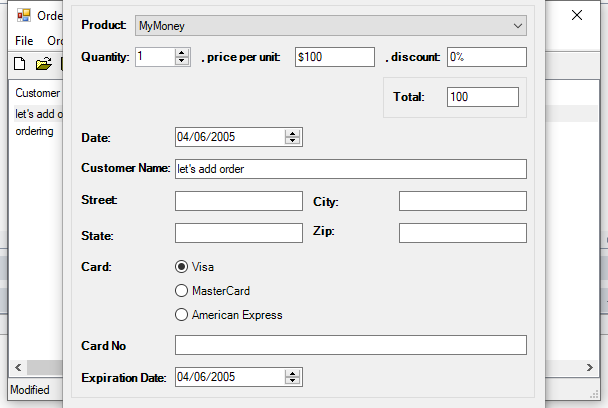 Orde
File Ord
Customer
let's add o
ordering
Modified
Product: MyMoney
Quantity: 1 , price per unit: $100 , discount: 0%
Total: 100
Date: 04/06/2005
Customer Name: let's add order
Street: City:
State: Zip:
Card: Visa
MasterCard
American Express
Card No
Expiration Date: 04/06/2005